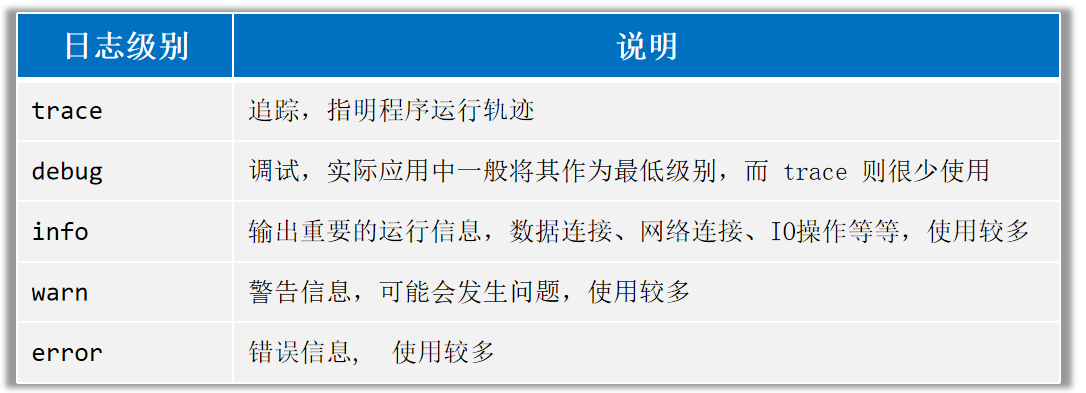 日志级别 说明
trace 追踪，指明程序运行轨迹
debug 调试，实际应用中一般将其作为最低级别，而 trace 则很少使用
info 输出重要的运行信息，数据连接、网络连接、IO操作等等，使用较多
warn 警告信息，可能会发生问题，使用较多
error 错误信息， 使用较多